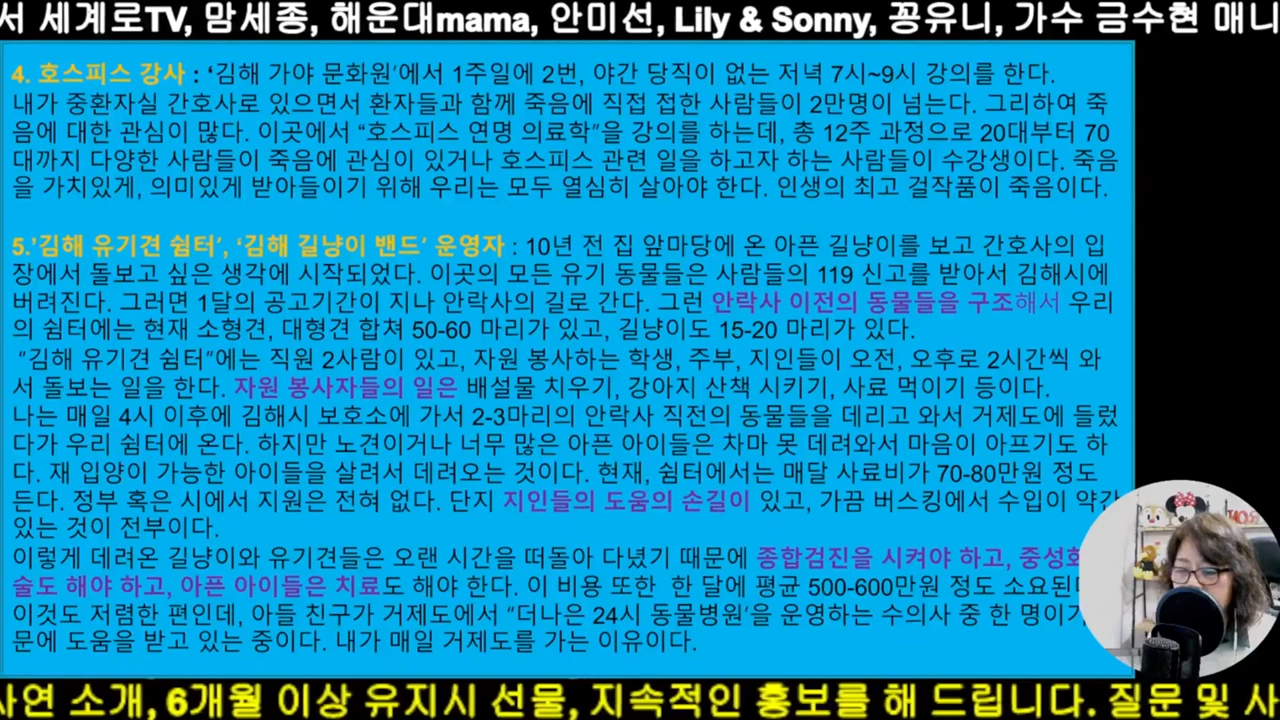 서 세계로TV, 맘세종, 해운대mama, 안미선, Lily & Sonny, 꽁유니, 가수 금수현 매니
4. 호스피스 강사 : ‘김해 가야 문화원’에서 1주일에 2번, 야간 당직이 없는 저녁 7시~9시 강의를 한다.
내가 중환자실 간호사로 있으면서 환자들과 함께 죽음에 직접 접한 사람들이 2만명이 넘는다. 그리하여 죽
음에 대한 관심이 많다. 이곳에서 “호스피스 연명 의료학”을 강의를 하는데, 총 12주 과정으로 20대부터 70
대까지 다양한 사람들이 죽음에 관심이 있거나 호스피스 관련 일을 하고자 하는 사람들이 수강생이다. 죽음
을 가치있게, 의미있게 받아들이기 위해 우리는 모두 열심히 살아야 한다. 인생의 최고 걸작품이 죽음이다.
5.’김해 유기견 쉼터’, ‘김해 길냥이 밴드’ 운영자 : 10년 전 집 앞마당에 온 아픈 길냥이를 보고 간호사의 입
장에서 돌보고 싶은 생각에 시작되었다. 이곳의 모든 유기 동물들은 사람들의 119 신고를 받아서 김해시에
버려진다. 그러면 1달의 공고기간이 지나 안락사의 길로 간다. 그런 안락사 이전의 동물들을 구조해서 우리
의 쉼터에는 현재 소형견, 대형견 합쳐 50-60 마리가 있고, 길냥이도 15-20 마리가 있다.
“김해 유기견 쉼터”에는 직원 2사람이 있고, 자원 봉사하는 학생, 주부, 지인들이 오전, 오후로 2시간씩 와
서 돌보는 일을 한다. 자원 봉사자들의 일은 배설물 치우기, 강아지 산책 시키기, 사료 먹이기 등이다.
나는 매일 4시 이후에 김해시 보호소에 가서 2-3마리의 안락사 직전의 동물들을 데리고 와서 거제도에 들렀
다가 우리 쉼터에 온다. 하지만 노견이거나 너무 많은 아픈 아이들은 차마 못 데려와서 마음이 아프기도 하
다. 재 입양이 가능한 아이들을 살려서 데려오는 것이다. 현재, 쉼터에서는 매달 사료비가 70-80만원 정도
든다. 정부 혹은 시에서 지원은 전혀 없다. 단지 지인들의 도움의 손길이 있고, 가끔 버스킹에서 수입이 약간
있는 것이 전부이다.
이렇게 데려온 길냥이와 유기견들은 오랜 시간을 떠돌아 다녔기 때문에 종합검진을 시켜야 하고, 중성화
술도 해야 하고, 아픈 아이들은 치료도 해야 한다. 이 비용 또한 한 달에 평균 500-600만원 정도 소요된
이것도 저렴한 편인데, 아들 친구가 거제도에서 “더나은 24시 동물병원’을 운영하는 수의사 중 한 명이기
문에 도움을 받고 있는 중이다. 내가 매일 거제도를 가는 이유이다.
사연 소개, 6개월 이상 유지시 선물, 지속적인 홍보를 해 드립니다. 질문 및 사